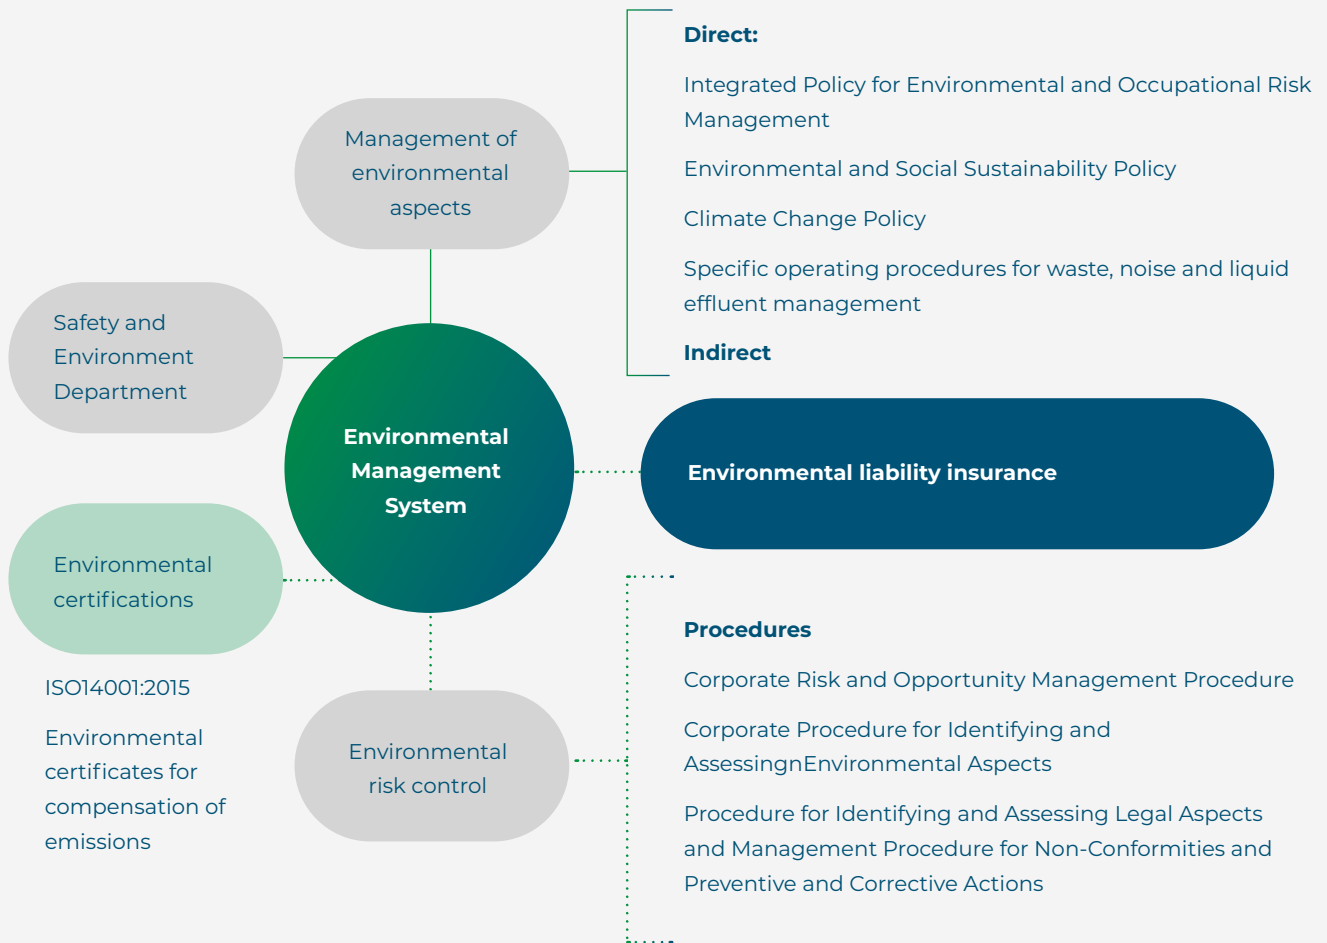 Direct:
Integrated Policy for Environmental and Occupational Risk
Management
Environmental and Social Sustainability Policy
Climate Change Policy
Specific operating procedures for waste, noise and liquid
effluent management
Indirect
Management of
environmental
aspects
Safety and
Environment
Department
Environmental
Management
System
Environmental liability insurance
Environmental
certifications
ISO14001:2015
Environmental
certificates for
compensation of
emissions
Environmental
risk control
Procedures
Corporate Risk and Opportunity Management Procedure
Corporate Procedure for Identifying and
AssessingnEnvironmental Aspects
Procedure for Identifying and Assessing Legal Aspects
and Management Procedure for Non-Conformities and
Preventive and Corrective Actions